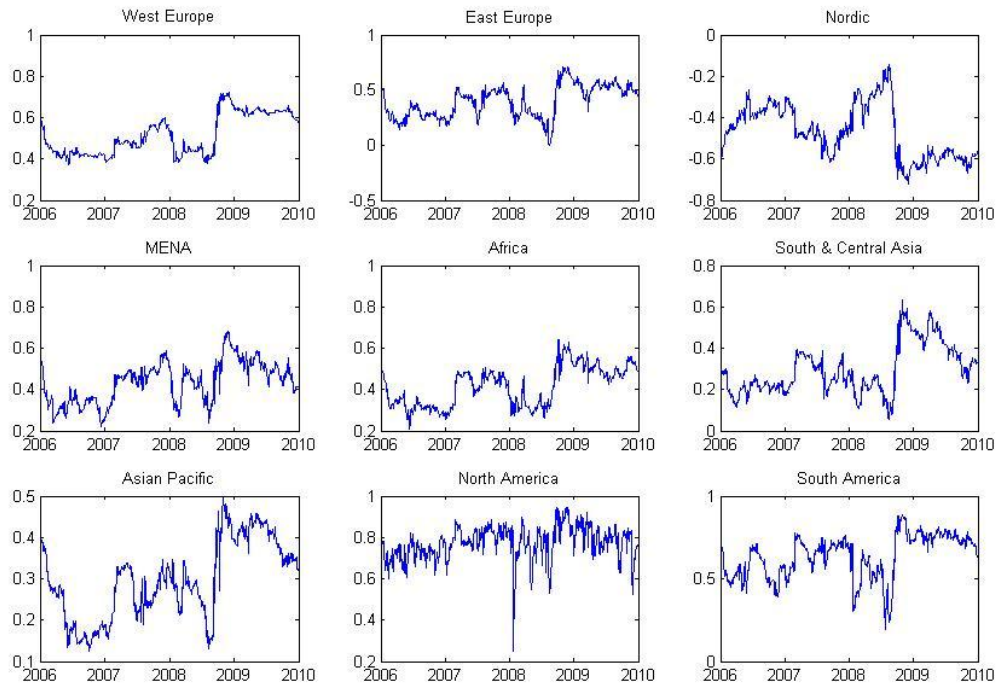 West Europe
1
0.8
0.6
0.4
0.2
2006 2007 2008 2009 2010
East Europe
1
0.5
0
-0.5
2006 2007 2008 2009 2010
Nordic
0
-0.2
-0.4
-0.6
-0.8
2006 2007 2008 2009 2010
MENA
1
0.8
0.6
0.4
0.2
2006 2007 2008 2009 2010
Africa
1
0.8
0.6
0.4
0.2
2006 2007 2008 2009 2010
South & Central Asia
0.8
0.6
0.4
0.2
0
2006 2007 2008 2009 2010
Asian Pacific
0.5
0.4
0.3
0.2
0.1
2006 2007 2008 2009 2010
North America
1
0.8
0.6
0.4
0.2
2006 2007 2008 2009 2010
South America
1
0.5
0
2006 2007 2008 2009 2010